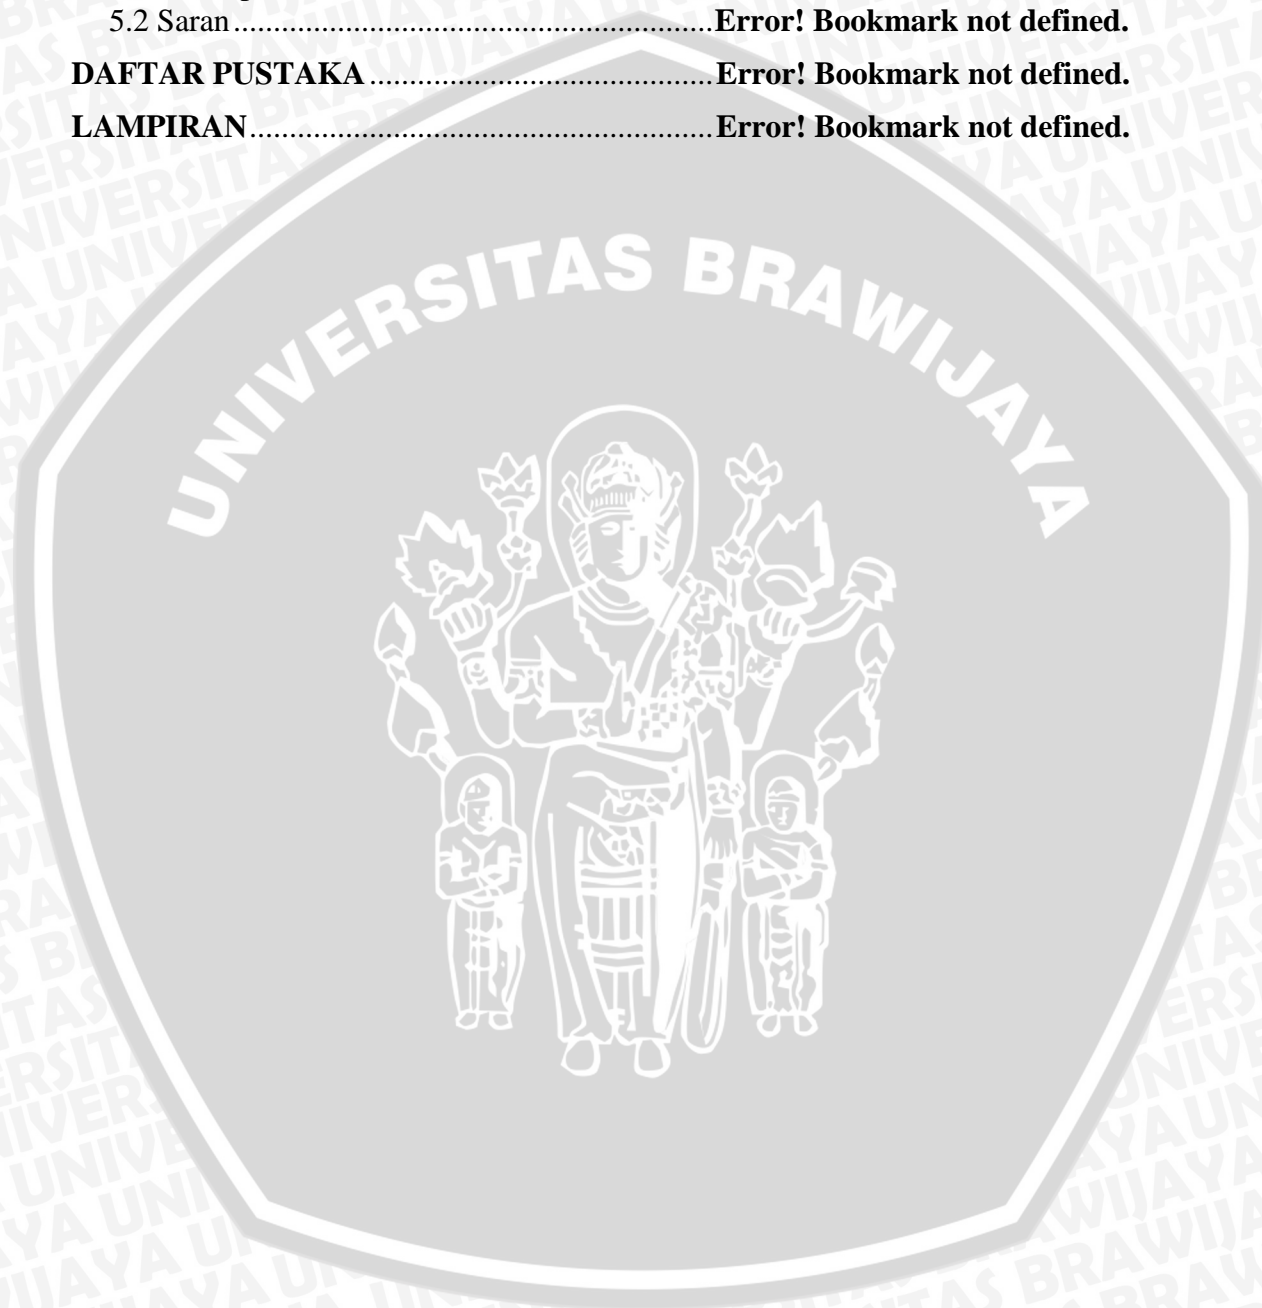 5.2 Saran............................................................Error! Bookmark not defined.
DAFTAR PUSTAKA...........................................Error! Bookmark not defined.
LAMPIRAN..........................................................Error! Bookmark not defined.
UNIVERSITAS BRAWIJAYA